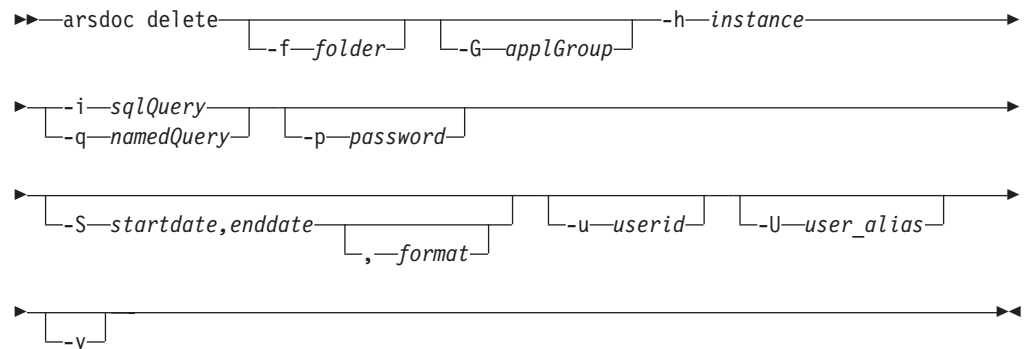 arsdoc delete -h instance
-f folder -G applGroup
-i sqlQuery
-q namedQuery -p password
-S startdate,enddate -u userid -U user_alias
, format
-v